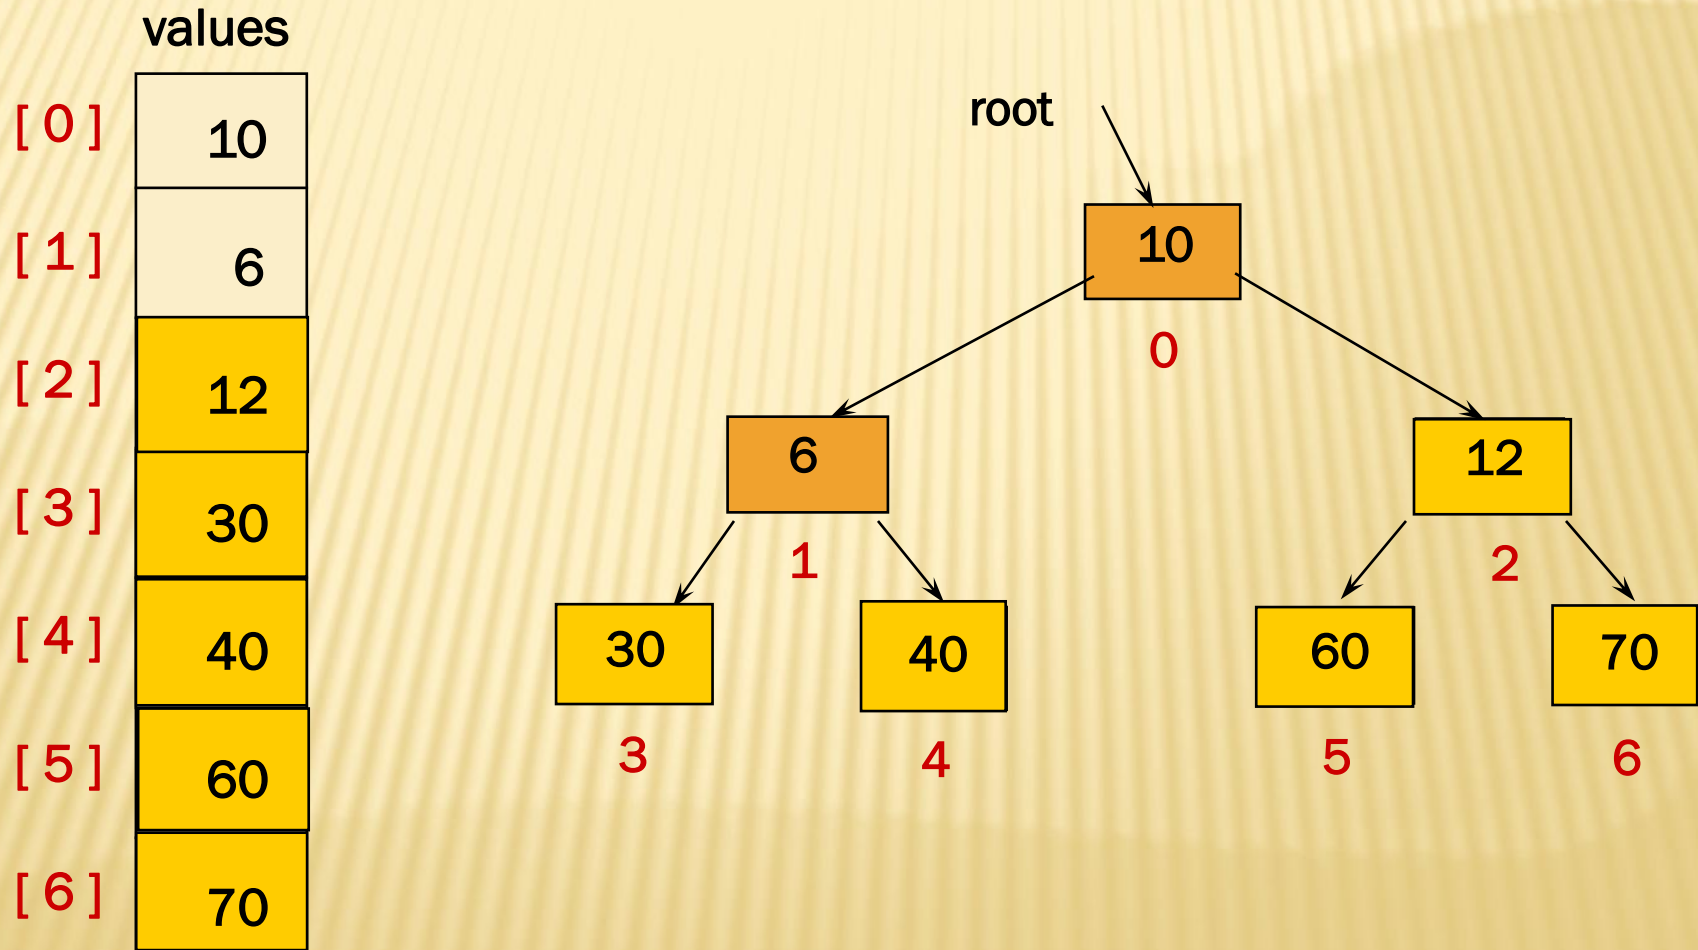 values
[ 0 ] 10
[ 1 ] 6
[ 2 ] 12
[ 3 ] 30
[ 4 ] 40
[ 5 ] 60
[ 6 ] 70
root
10
0
6 12
1 2
30 40 60 70
3 4 5 6